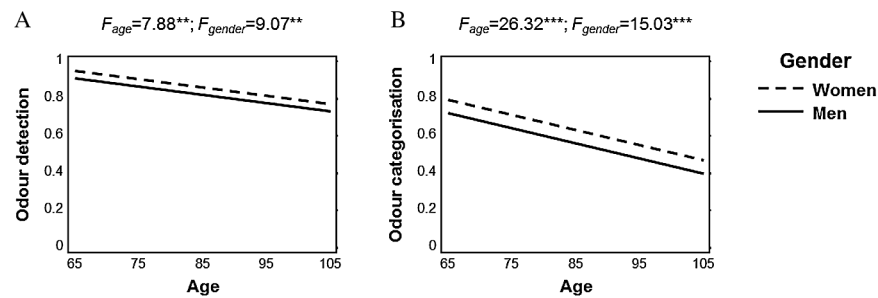 A
F_age=7.88**; F_gender=9.07**
Odour detection
1
0.8
0.6
0.4
0.2
0
65 75 85 95 105
Age
B
F_age=26.32***; F_gender=15.03***
Odour categorisation
1
0.8
0.6
0.4
0.2
0
65 75 85 95 105
Age
Gender
Women
Men